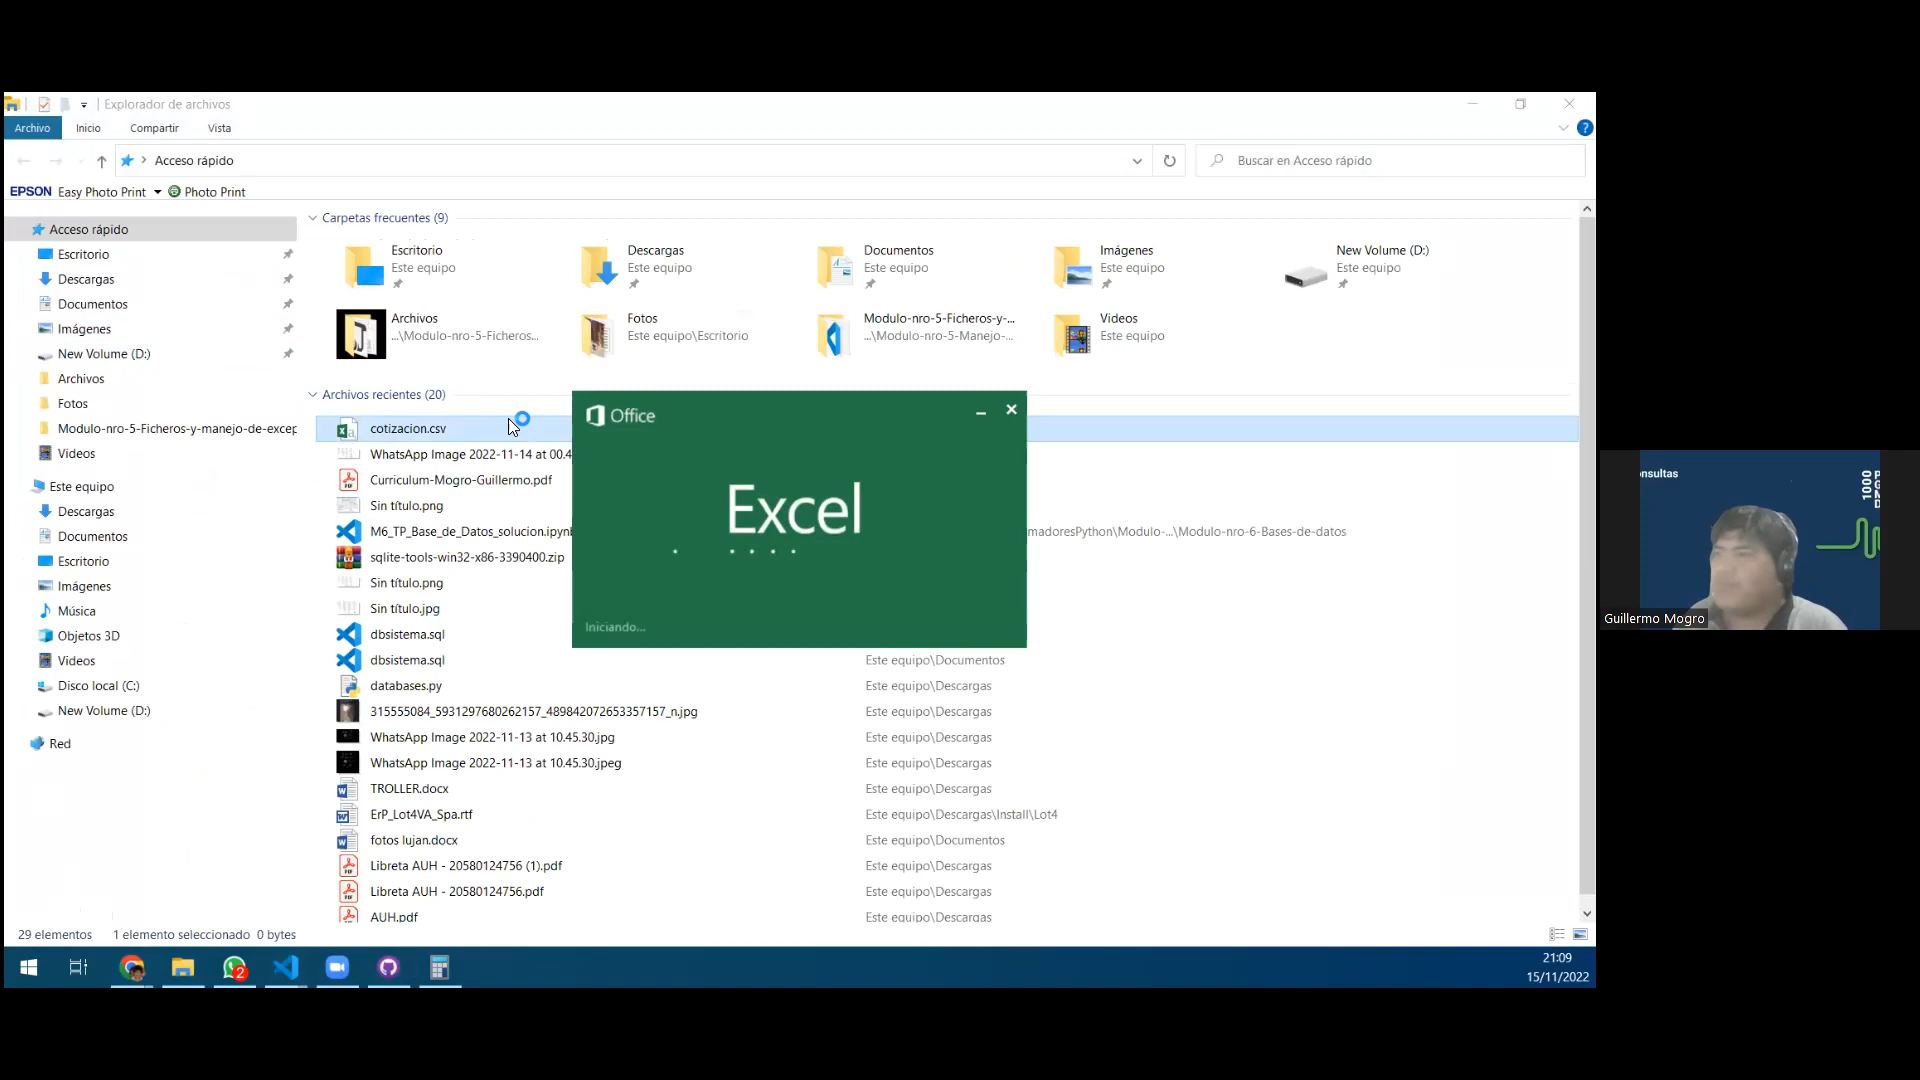 Explorador de archivos
Archivo Inicio Compartir Vista
Acceso rápido
Buscar en Acceso rápido
EPSON Easy Photo Print Photo Print
Acceso rápido
Escritorio
Descargas
Documentos
Imágenes
New Volume (D:)
Archivos
Fotos
Modulo-nro-5-Ficheros-y-manejo-de-excep
Videos
Este equipo
Descargas
Documentos
Escritorio
Imágenes
Música
Objetos 3D
Videos
Disco local (C:)
New Volume (D:)
Red
Carpetas frecuentes (9)
Escritorio
Este equipo
Descargas
Este equipo
Documentos
Este equipo
Imágenes
Este equipo
New Volume (D:)
Este equipo
Archivos
...\Modulo-nro-5-Ficheros...
Fotos
Este equipo\Escritorio
Modulo-nro-5-Ficheros-y-...
...\Modulo-nro-5-Manejo-...
Videos
Este equipo
Archivos recientes (20)
cotizacion.csv
WhatsApp Image 2022-11-14 at 00.4
Curriculum-Mogro-Guillermo.pdf
Sin título.png
M6_TP_Base_de_Datos_solucion.ipynb madoresPython\Modulo-...\Modulo-nro-6-Bases-de-datos
sqlite-tools-win32-x86-3390400.zip
Sin título.png
Sin título.jpg
dbsistema.sql
dbsistema.sql Este equipo\Documentos
databases.py Este equipo\Descargas
315555084_5931297680262157_489842072653357157_n.jpg Este equipo\Descargas
WhatsApp Image 2022-11-13 at 10.45.30.jpg Este equipo\Descargas
WhatsApp Image 2022-11-13 at 10.45.30.jpeg Este equipo\Descargas
TROLLER.docx Este equipo\Descargas
ErP_Lot4VA_Spa.rtf Este equipo\Descargas\Install\Lot4
fotos lujan.docx Este equipo\Documentos
Libreta AUH - 20580124756 (1).pdf Este equipo\Descargas
Libreta AUH - 20580124756.pdf Este equipo\Descargas
AUH.pdf Este equipo\Descargas
Office
Excel
Iniciando...
29 elementos 1 elemento seleccionado 0 bytes
2
21:09
15/11/2022
onsultas
1000
Guillermo Mogro